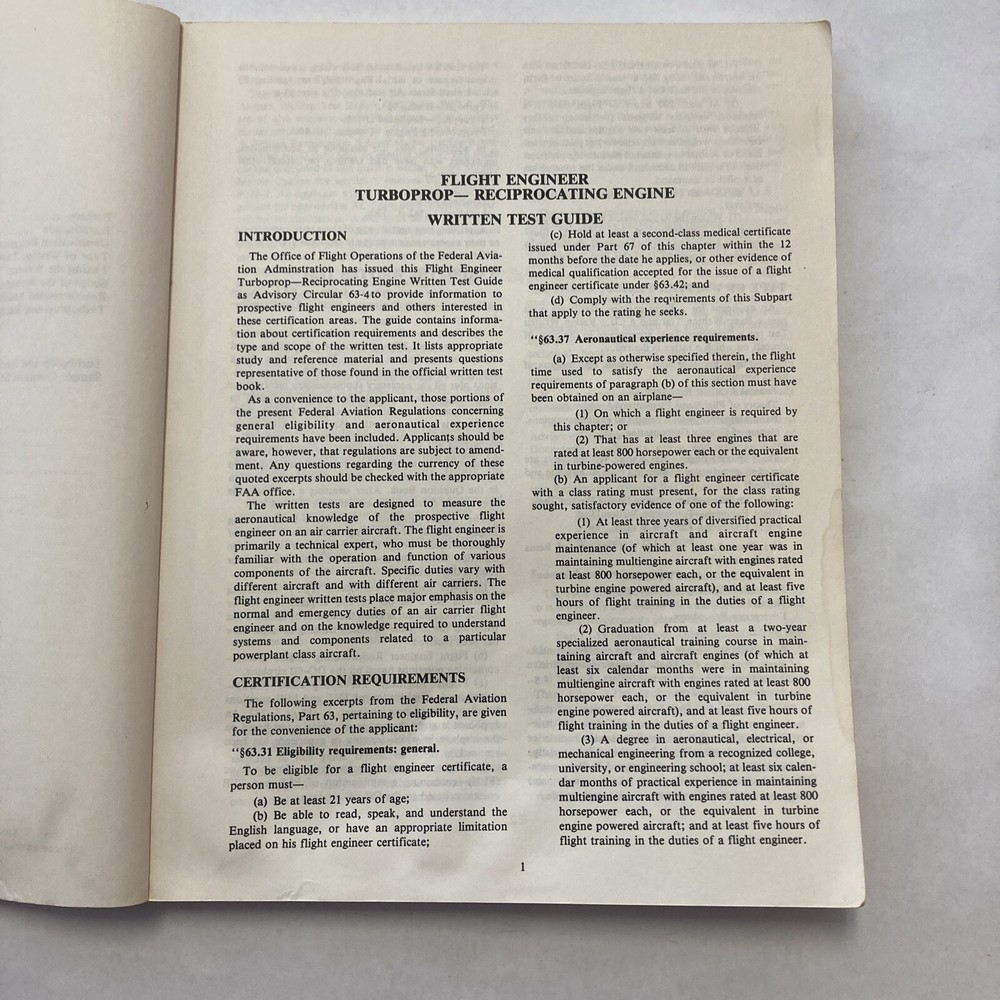 FLIGHT ENGINEER
TURBOPROP— RECIPROCATING ENGINE
WRITTEN TEST GUIDE
INTRODUCTION
The Office of Flight Operations of the Federal Avia-
tion Adminstration has issued this Flight Engineer
Turboprop—Reciprocating Engine Written Test Guide
as Advisory Circular 63-4 to provide information to
prospective flight engineers and others interested in
these certification areas. The guide contains informa-
tion about certification requirements and describes the
type and scope of the written test. It lists appropriate
study and reference material and presents questions
representative of those found in the official written test
book.
As a convenience to the applicant, those portions of
the present Federal Aviation Regulations concerning
general eligibility and aeronautical experience
requirements have been included. Applicants should be
aware, however, that regulations are subject to amend-
ment. Any questions regarding the currency of these
quoted excerpts should be checked with the appropriate
FAA office.
The written tests are designed to measure the
aeronautical knowledge of the prospective flight
engineer on an air carrier aircraft. The flight engineer is
primarily a technical expert, who must be thoroughly
familiar with the operation and function of various
components of the aircraft. Specific duties vary with
different aircraft and with different air carriers. The
flight engineer written tests place major emphasis on the
normal and emergency duties of an air carrier flight
engineer and on the knowledge required to understand
systems and components related to a particular
powerplant class aircraft.
CERTIFICATION REQUIREMENTS
The following excerpts from the Federal Aviation
Regulations, Part 63, pertaining to eligibility, are given
for the convenience of the applicant:
"§63.31 Eligibility requirements: general.
To be eligible for a flight engineer certificate, a
person must—
(a) Be at least 21 years of age;
(b) Be able to read, speak, and understand the
English language, or have an appropriate limitation
placed on his flight engineer certificate;
(c) Hold at least a second-class medical certificate
issued under Part 67 of this chapter within the 12
months before the date he applies, or other evidence of
medical qualification accepted for the issue of a flight
engineer certificate under §63.42; and
(d) Comply with the requirements of this Subpart
that apply to the rating he seeks.
"§63.37 Aeronautical experience requirements.
(a) Except as otherwise specified therein, the flight
time used to satisfy the aeronautical experience
requirements of paragraph (b) of this section must have
been obtained on an airplane—
(1) On which a flight engineer is required by
this chapter; or
(2) That has at least three engines that are
rated at least 800 horsepower each or the equivalent
in turbine-powered engines.
(b) An applicant for a flight engineer certificate
with a class rating must present, for the class rating
sought, satisfactory evidence of one of the following:
(1) At least three years of diversified practical
experience in aircraft and aircraft engine
maintenance (of which at least one year was in
maintaining multiengine aircraft with engines rated
at least 800 horsepower each, or the equivalent in
turbine engine powered aircraft), and at least five
hours of flight training in the duties of a flight
engineer.
(2) Graduation from at least a two-year
specialized aeronautical training course in main-
taining aircraft and aircraft engines (of which at
least six calendar months were in maintaining
multiengine aircraft with engines rated at least 800
horsepower each, or the equivalent in turbine
engine powered aircraft), and at least five hours of
flight training in the duties of a flight engineer.
(3) A degree in aeronautical, electrical, or
mechanical engineering from a recognized college,
university, or engineering school; at least six calen-
dar months of practical experience in maintaining
multiengine aircraft with engines rated at least 800
horsepower each, or the equivalent in turbine
engine powered aircraft; and at least five hours of
flight training in the duties of a flight engineer.
1